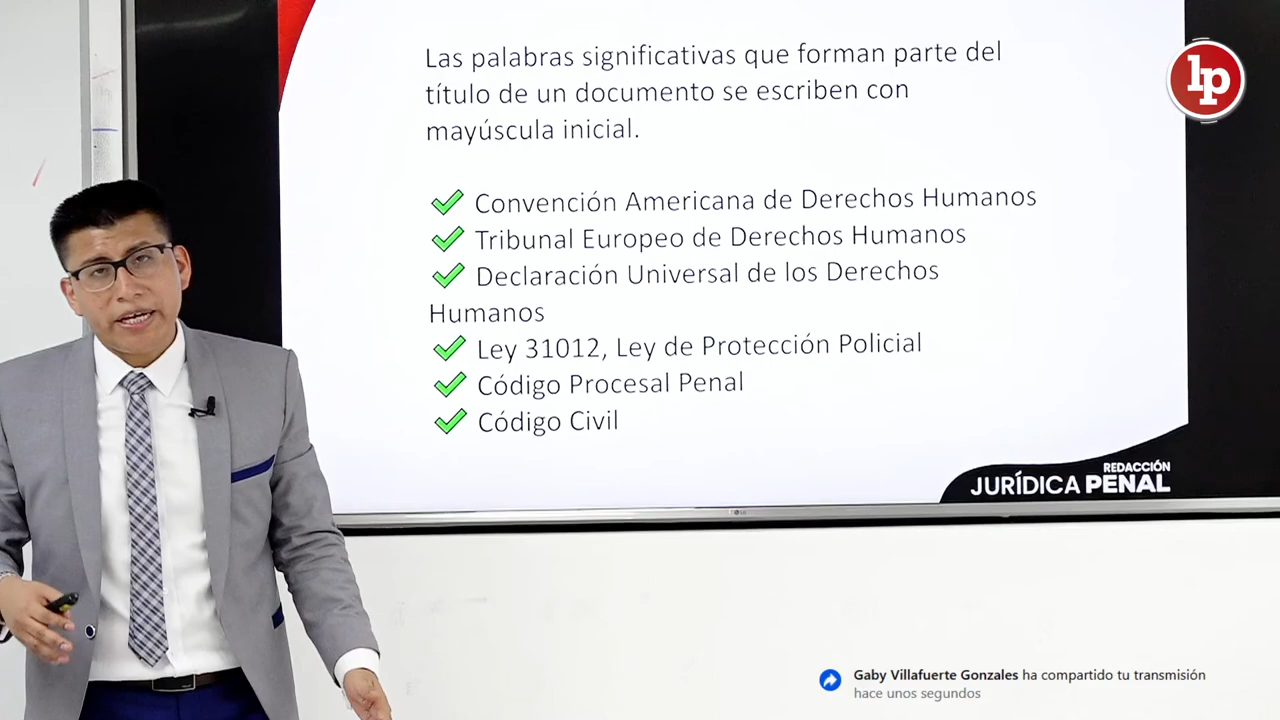 Las palabras significativas que forman parte del
título de un documento se escriben con
mayúscula inicial.
lp
Convención Americana de Derechos Humanos
Tribunal Europeo de Derechos Humanos
Declaración Universal de los Derechos
Humanos
Ley 31012, Ley de Protección Policial
Código Procesal Penal
Código Civil
REDACCIÓN
JURÍDICA PENAL
LG
Gaby Villafuerte Gonzales ha compartido tu transmisión
hace unos segundos